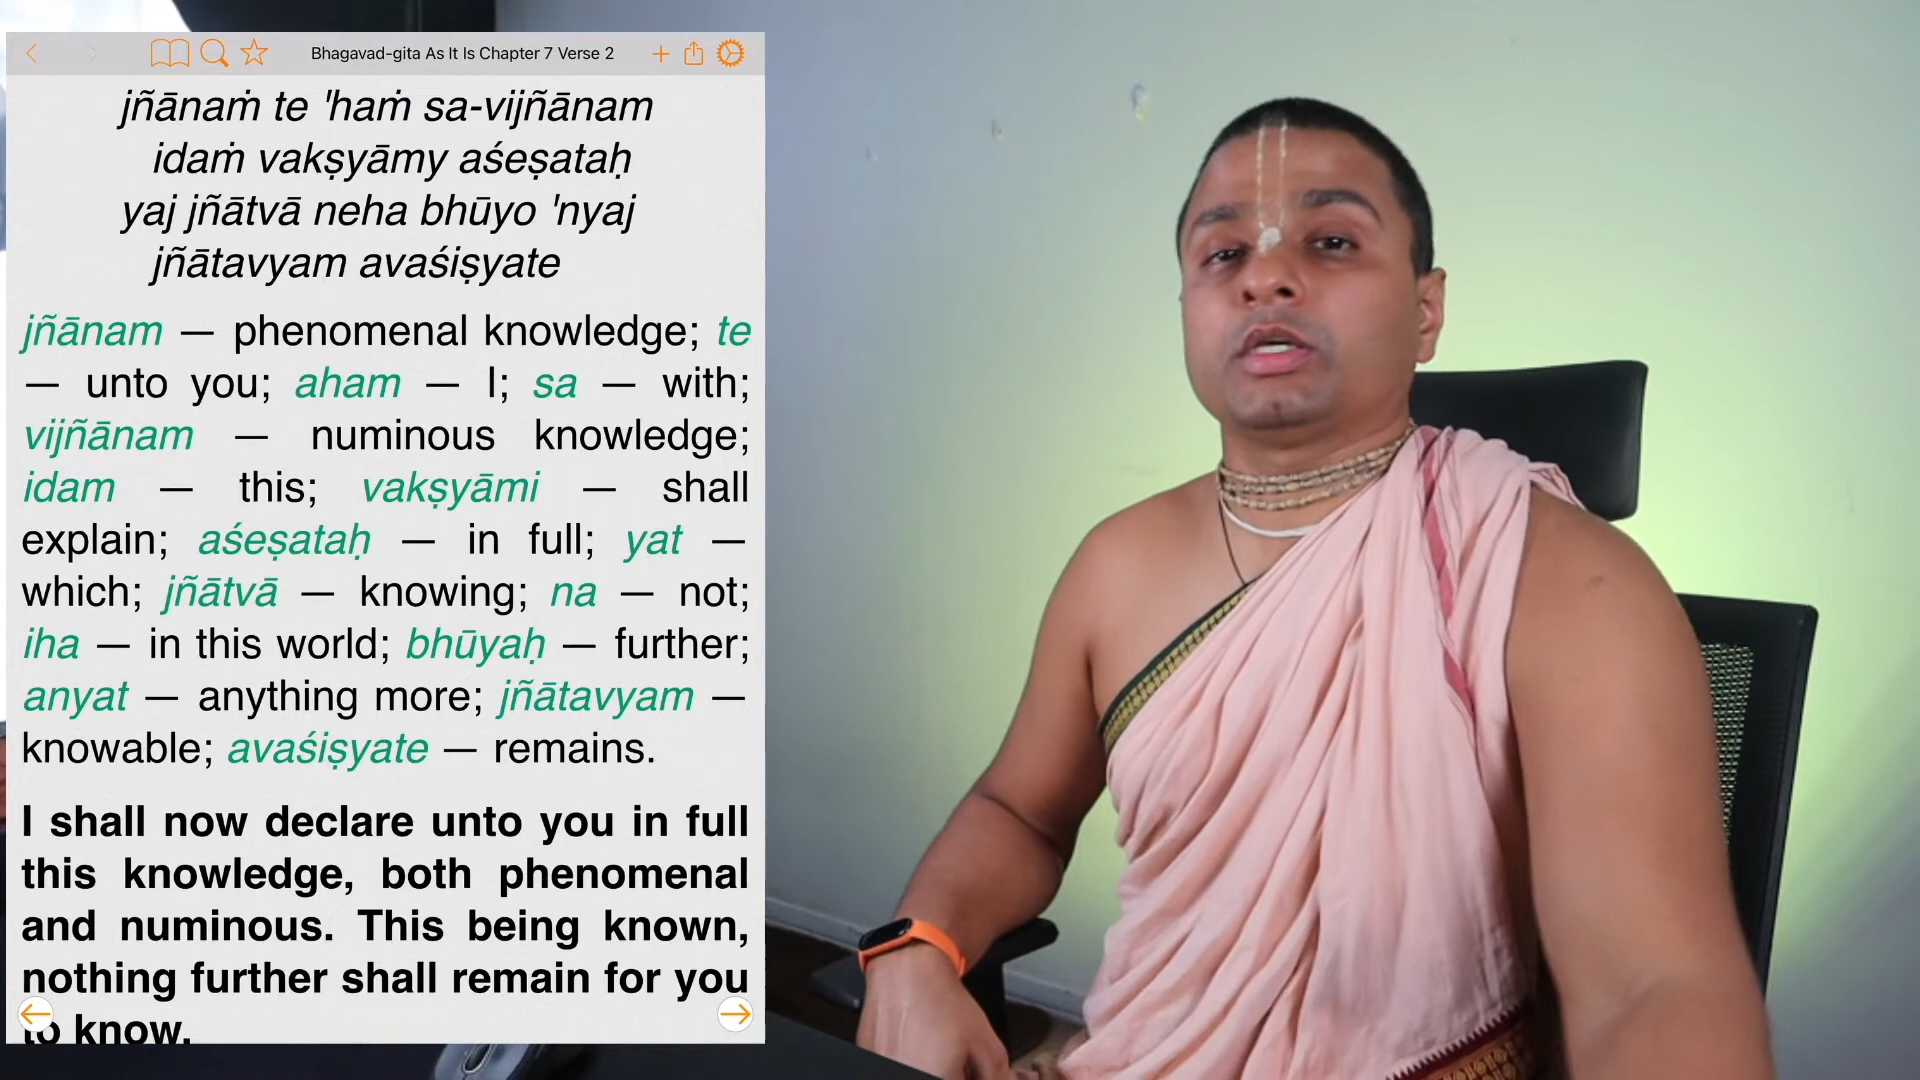 Bhagavad-gita As It Is Chapter 7 Verse 2
jñānaṁ te 'haṁ sa-vijñānam
idaṁ vakṣyāmy aśeṣataḥ
yaj jñātvā neha bhūyo 'nyaj
jñātavyam avaśiṣyate
jñānam — phenomenal knowledge; te
— unto you; aham — I; sa — with;
vijñānam — numinous knowledge;
idam — this; vakṣyāmi — shall
explain; aśeṣataḥ — in full; yat —
which; jñātvā — knowing; na — not;
iha — in this world; bhūyaḥ — further;
anyat — anything more; jñātavyam —
knowable; avaśiṣyate — remains.
I shall now declare unto you in full
this knowledge, both phenomenal
and numinous. This being known,
nothing further shall remain for you
to know.